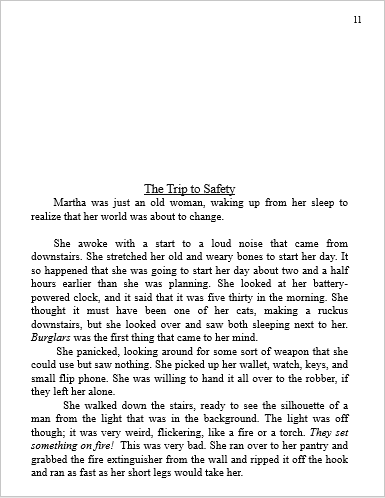 11
The Trip to Safety
Martha was just an old woman, waking up from her sleep to
realize that her world was about to change.
She awoke with a start to a loud noise that came from
downstairs. She stretched her old and weary bones to start her day. It
so happened that she was going to start her day about two and a half
hours earlier than she was planning. She looked at her battery-
powered clock, and it said that it was five thirty in the morning. She
thought it must have been one of her cats, making a ruckus
downstairs, but she looked over and saw both sleeping next to her.
Burglars was the first thing that came to her mind.
She panicked, looking around for some sort of weapon that she
could use but saw nothing. She picked up her wallet, watch, keys, and
small flip phone. She was willing to hand it all over to the robber, if
they left her alone.
She walked down the stairs, ready to see the silhouette of a
man from the light that was in the background. The light was off
though; it was very weird, flickering, like a fire or a torch. They set
something on fire! This was very bad. She ran over to her pantry and
grabbed the fire extinguisher from the wall and ripped it off the hook
and ran as fast as her short legs would take her.